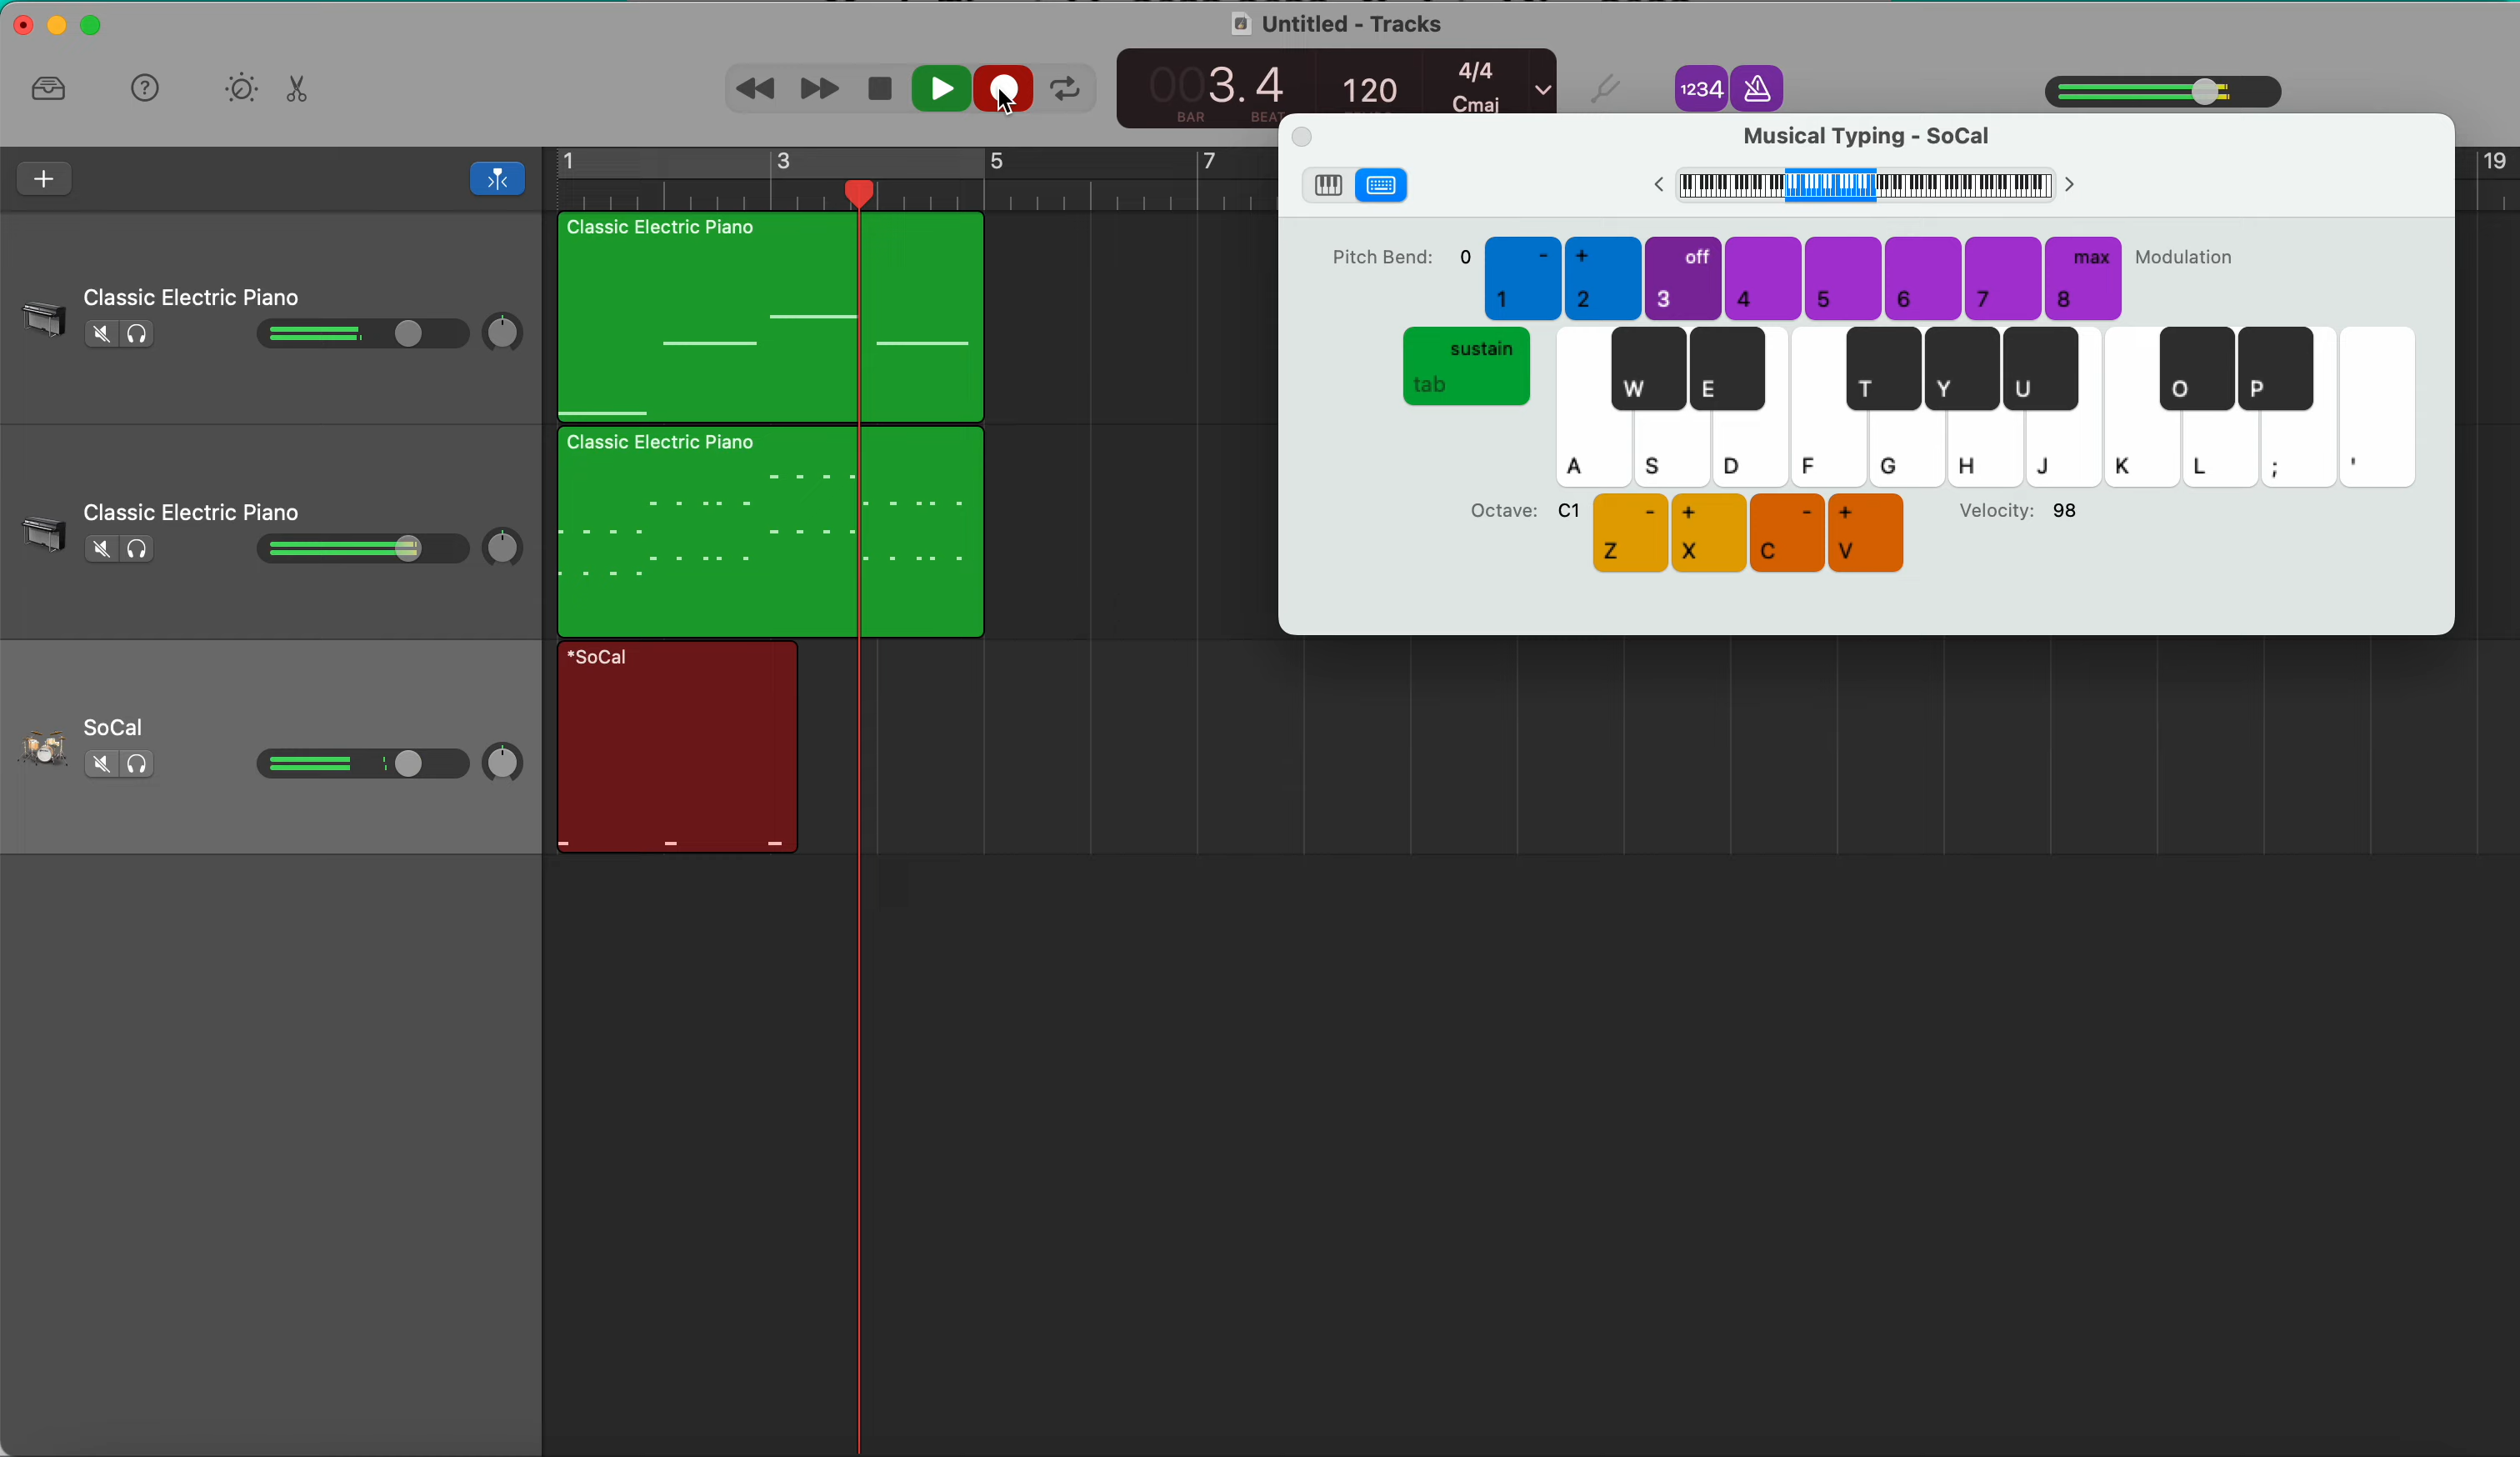 Untitled - Tracks
003. 4
BAR
BEAT
120
4/4
Cmaj
1234
1
3
5
7
19
Musical Typing - SoCal
Pitch Bend: 0
-
1
+
2
off
3
4
5
6
7
max
8
Modulation
sustain
tab
W
E
T
Y
U
O
P
A
S
D
F
G
H
J
K
L
;
'
Octave: C1
-
Z
+
X
-
C
+
V
Velocity: 98
Classic Electric Piano
Classic Electric Piano
Classic Electric Piano
Classic Electric Piano
*SoCal
SoCal